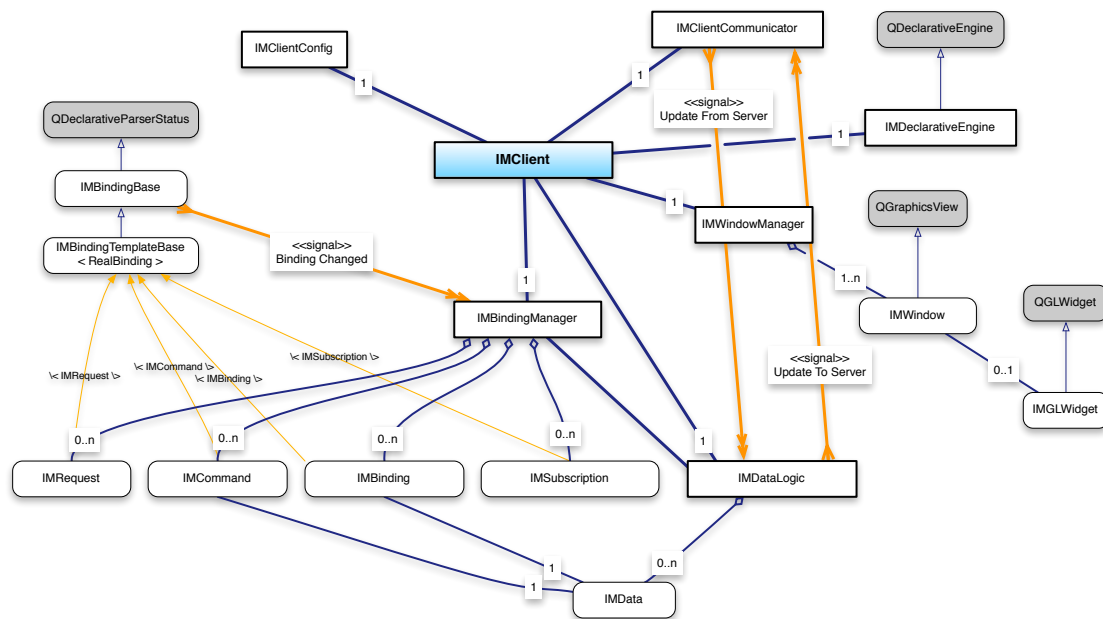 IMClientCommunicator
QDeclarativeEngine
IMClientConfig
1
1
<<signal>>
Update From Server
QDeclarativeParserStatus
IMDeclarativeEngine
1
IMClient
IMBindingBase
1
QGraphicsView
IMWindowManager
IMBindingTemplateBase
< RealBinding >
<<signal>>
Binding Changed
1
1..n
QGLWidget
IMBindingManager
IMWindow
\< IMSubscription \>
\< IMRequest \>
\< IMCommand \>
\< IMBinding \>
<<signal>>
Update To Server
0..1
IMGLWidget
0..n
0..n
0..n
0..n
1
IMRequest
IMCommand
IMBinding
IMSubscription
IMDataLogic
0..n
1
1
IMData